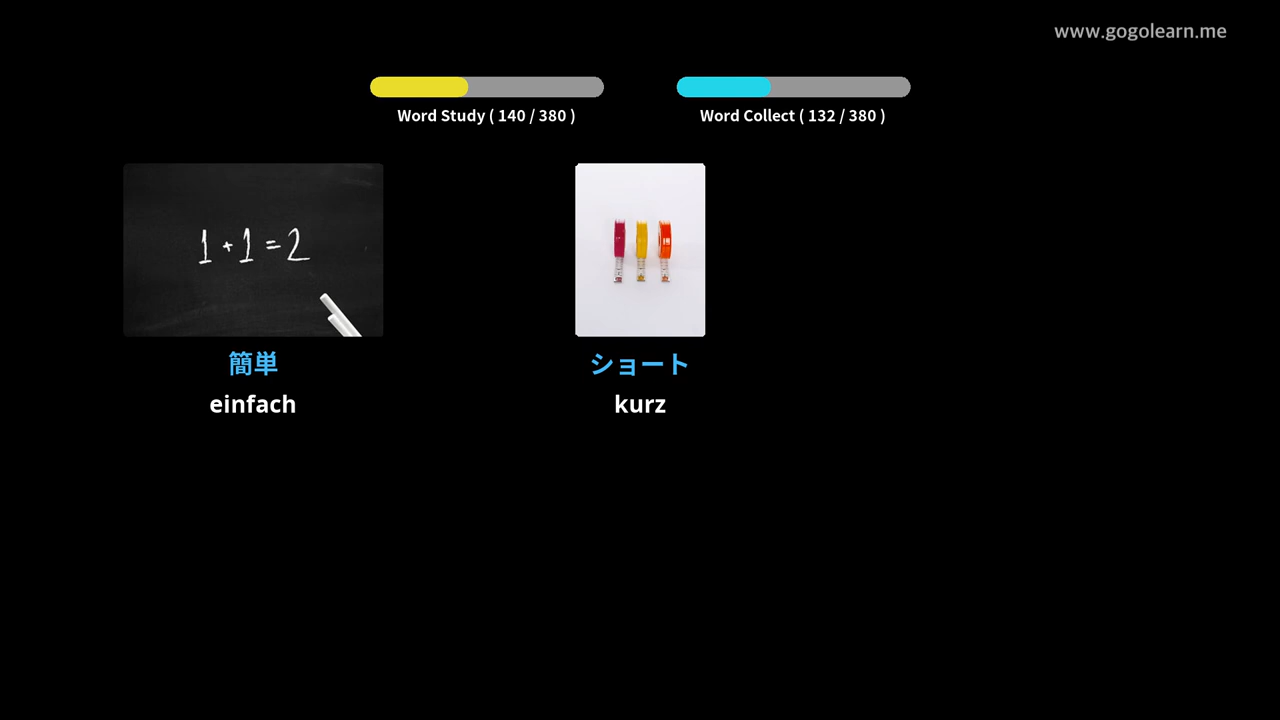 www.gogolearn.me
Word Study ( 140 / 380 )
Word Collect ( 132 / 380 )
1 + 1 = 2
簡単
einfach
ショート
kurz